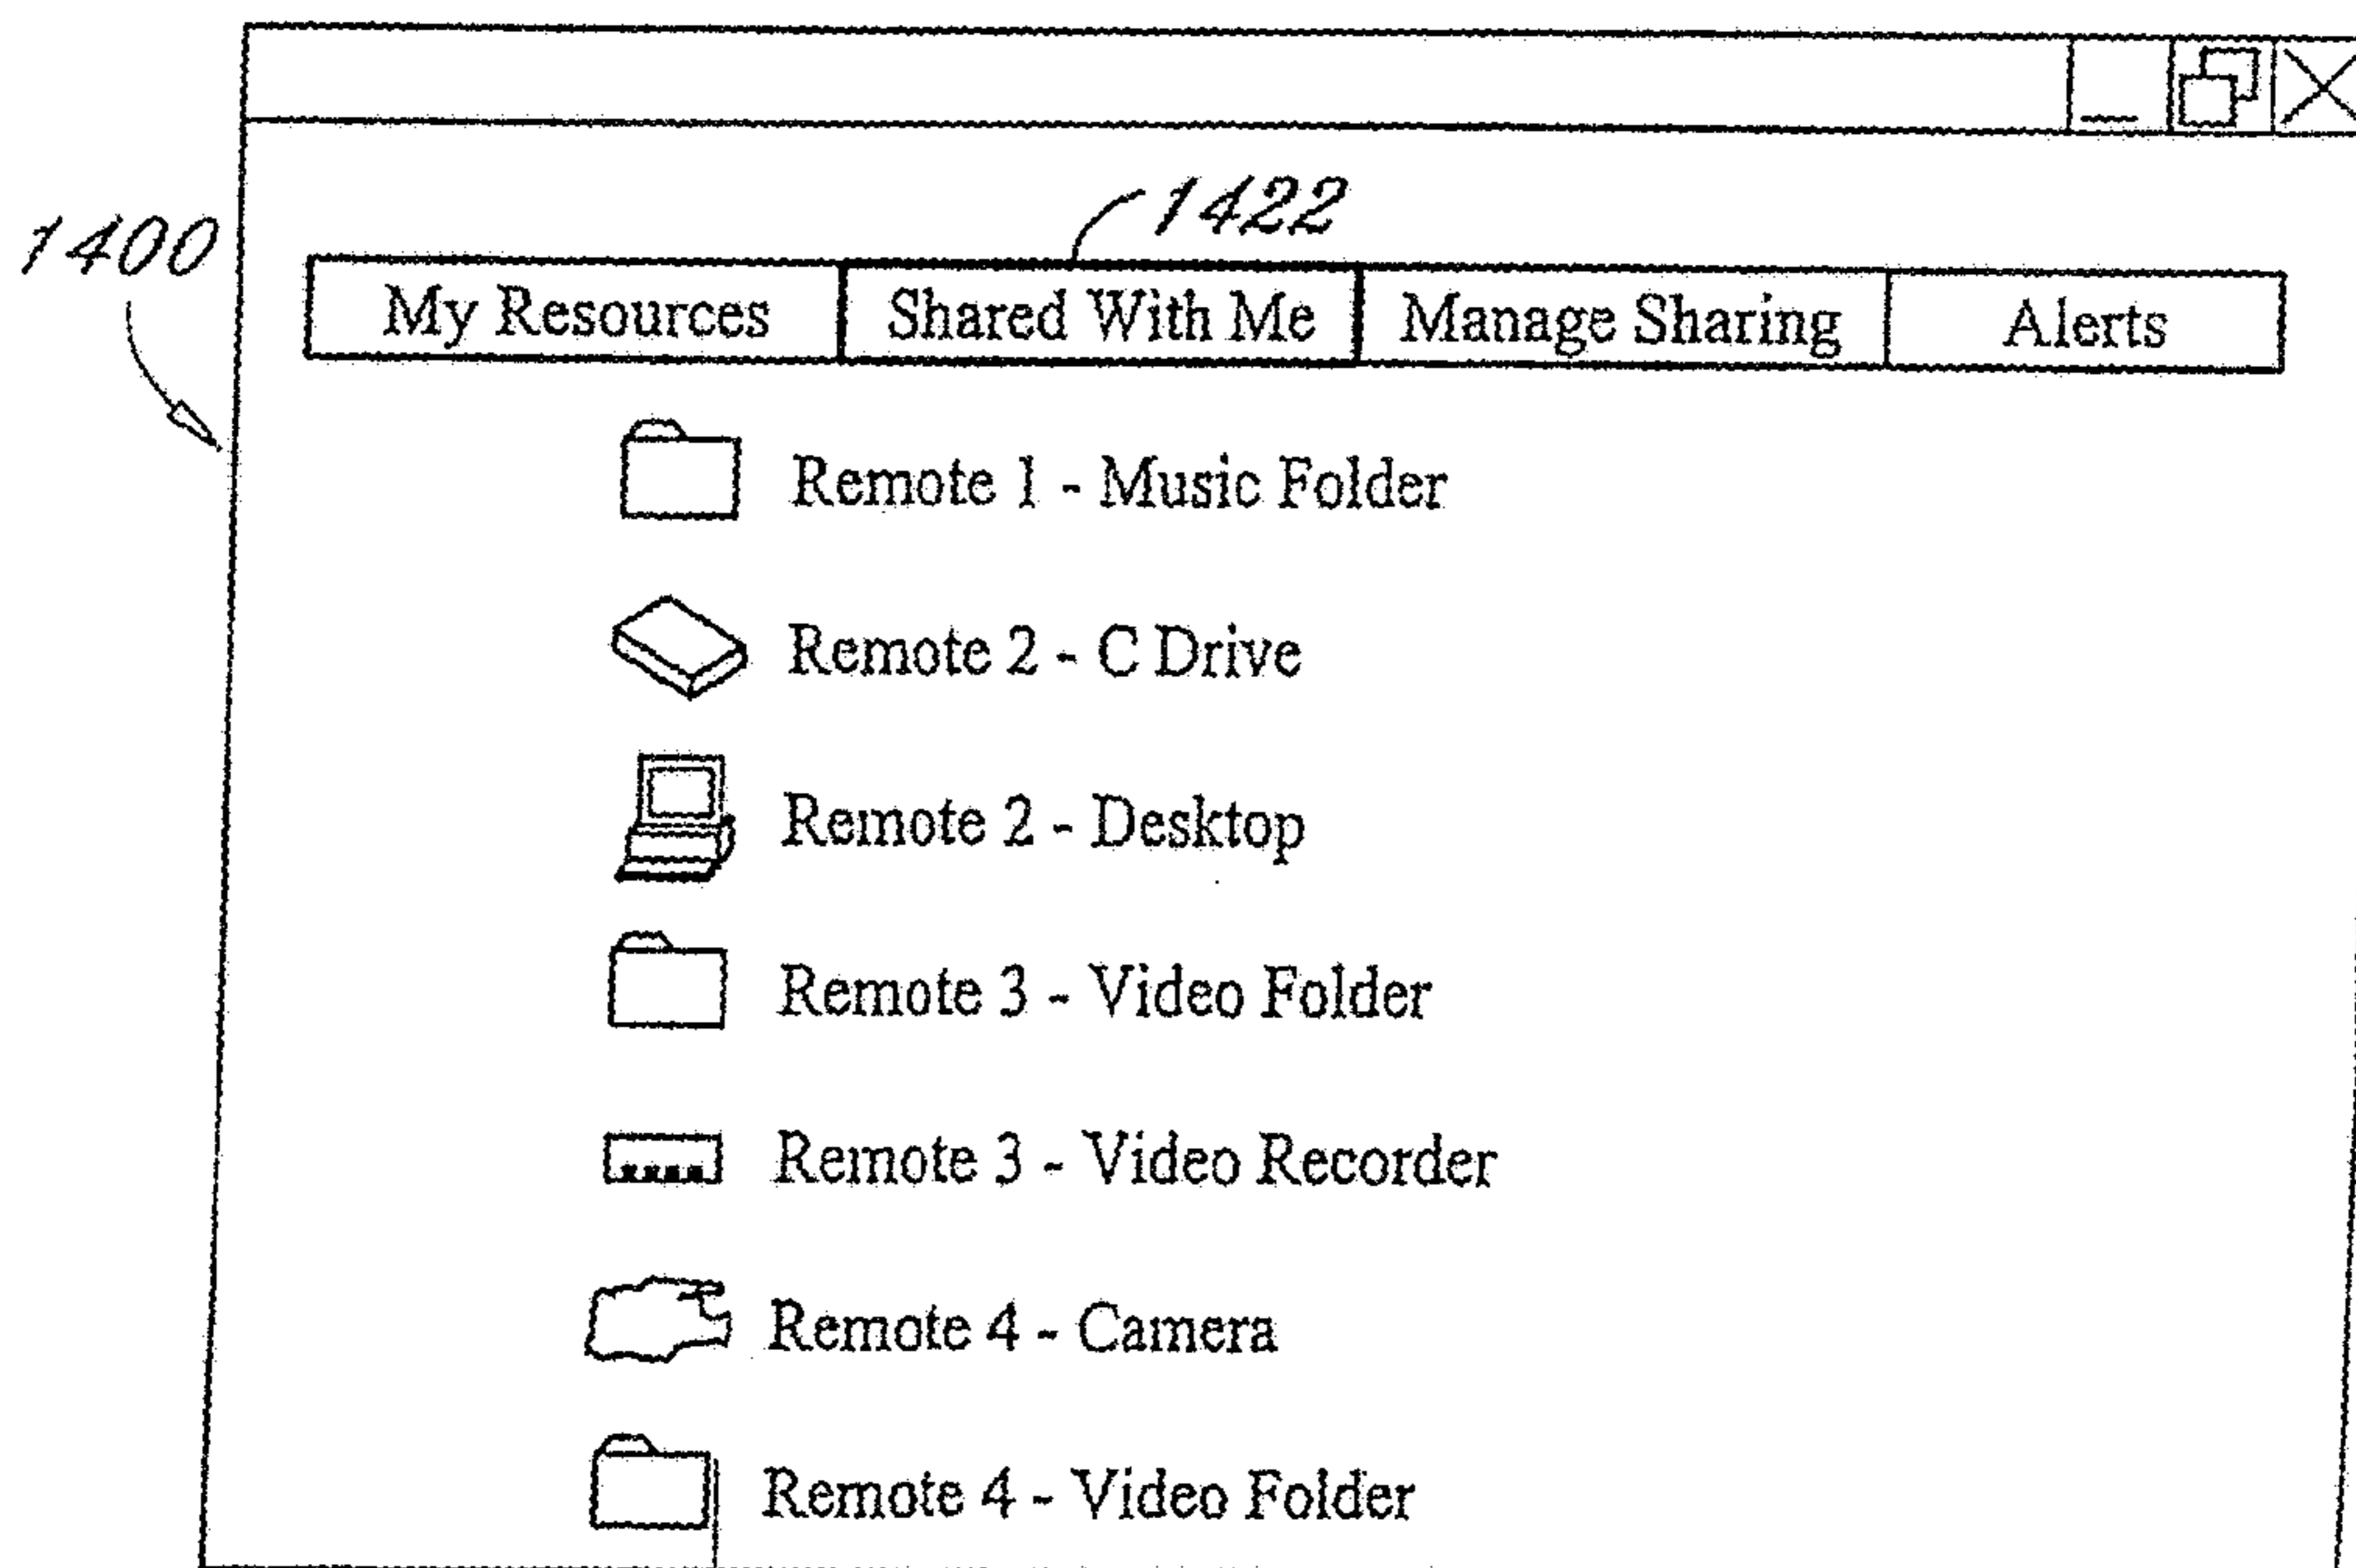 1422
1400
My Resources Shared With Me Manage Sharing Alerts
Remote 1 - Music Folder
Remote 2 - C Drive
Remote 2 - Desktop
Remote 3 - Video Folder
Remote 3 - Video Recorder
Remote 4 - Camera
Remote 4 - Video Folder